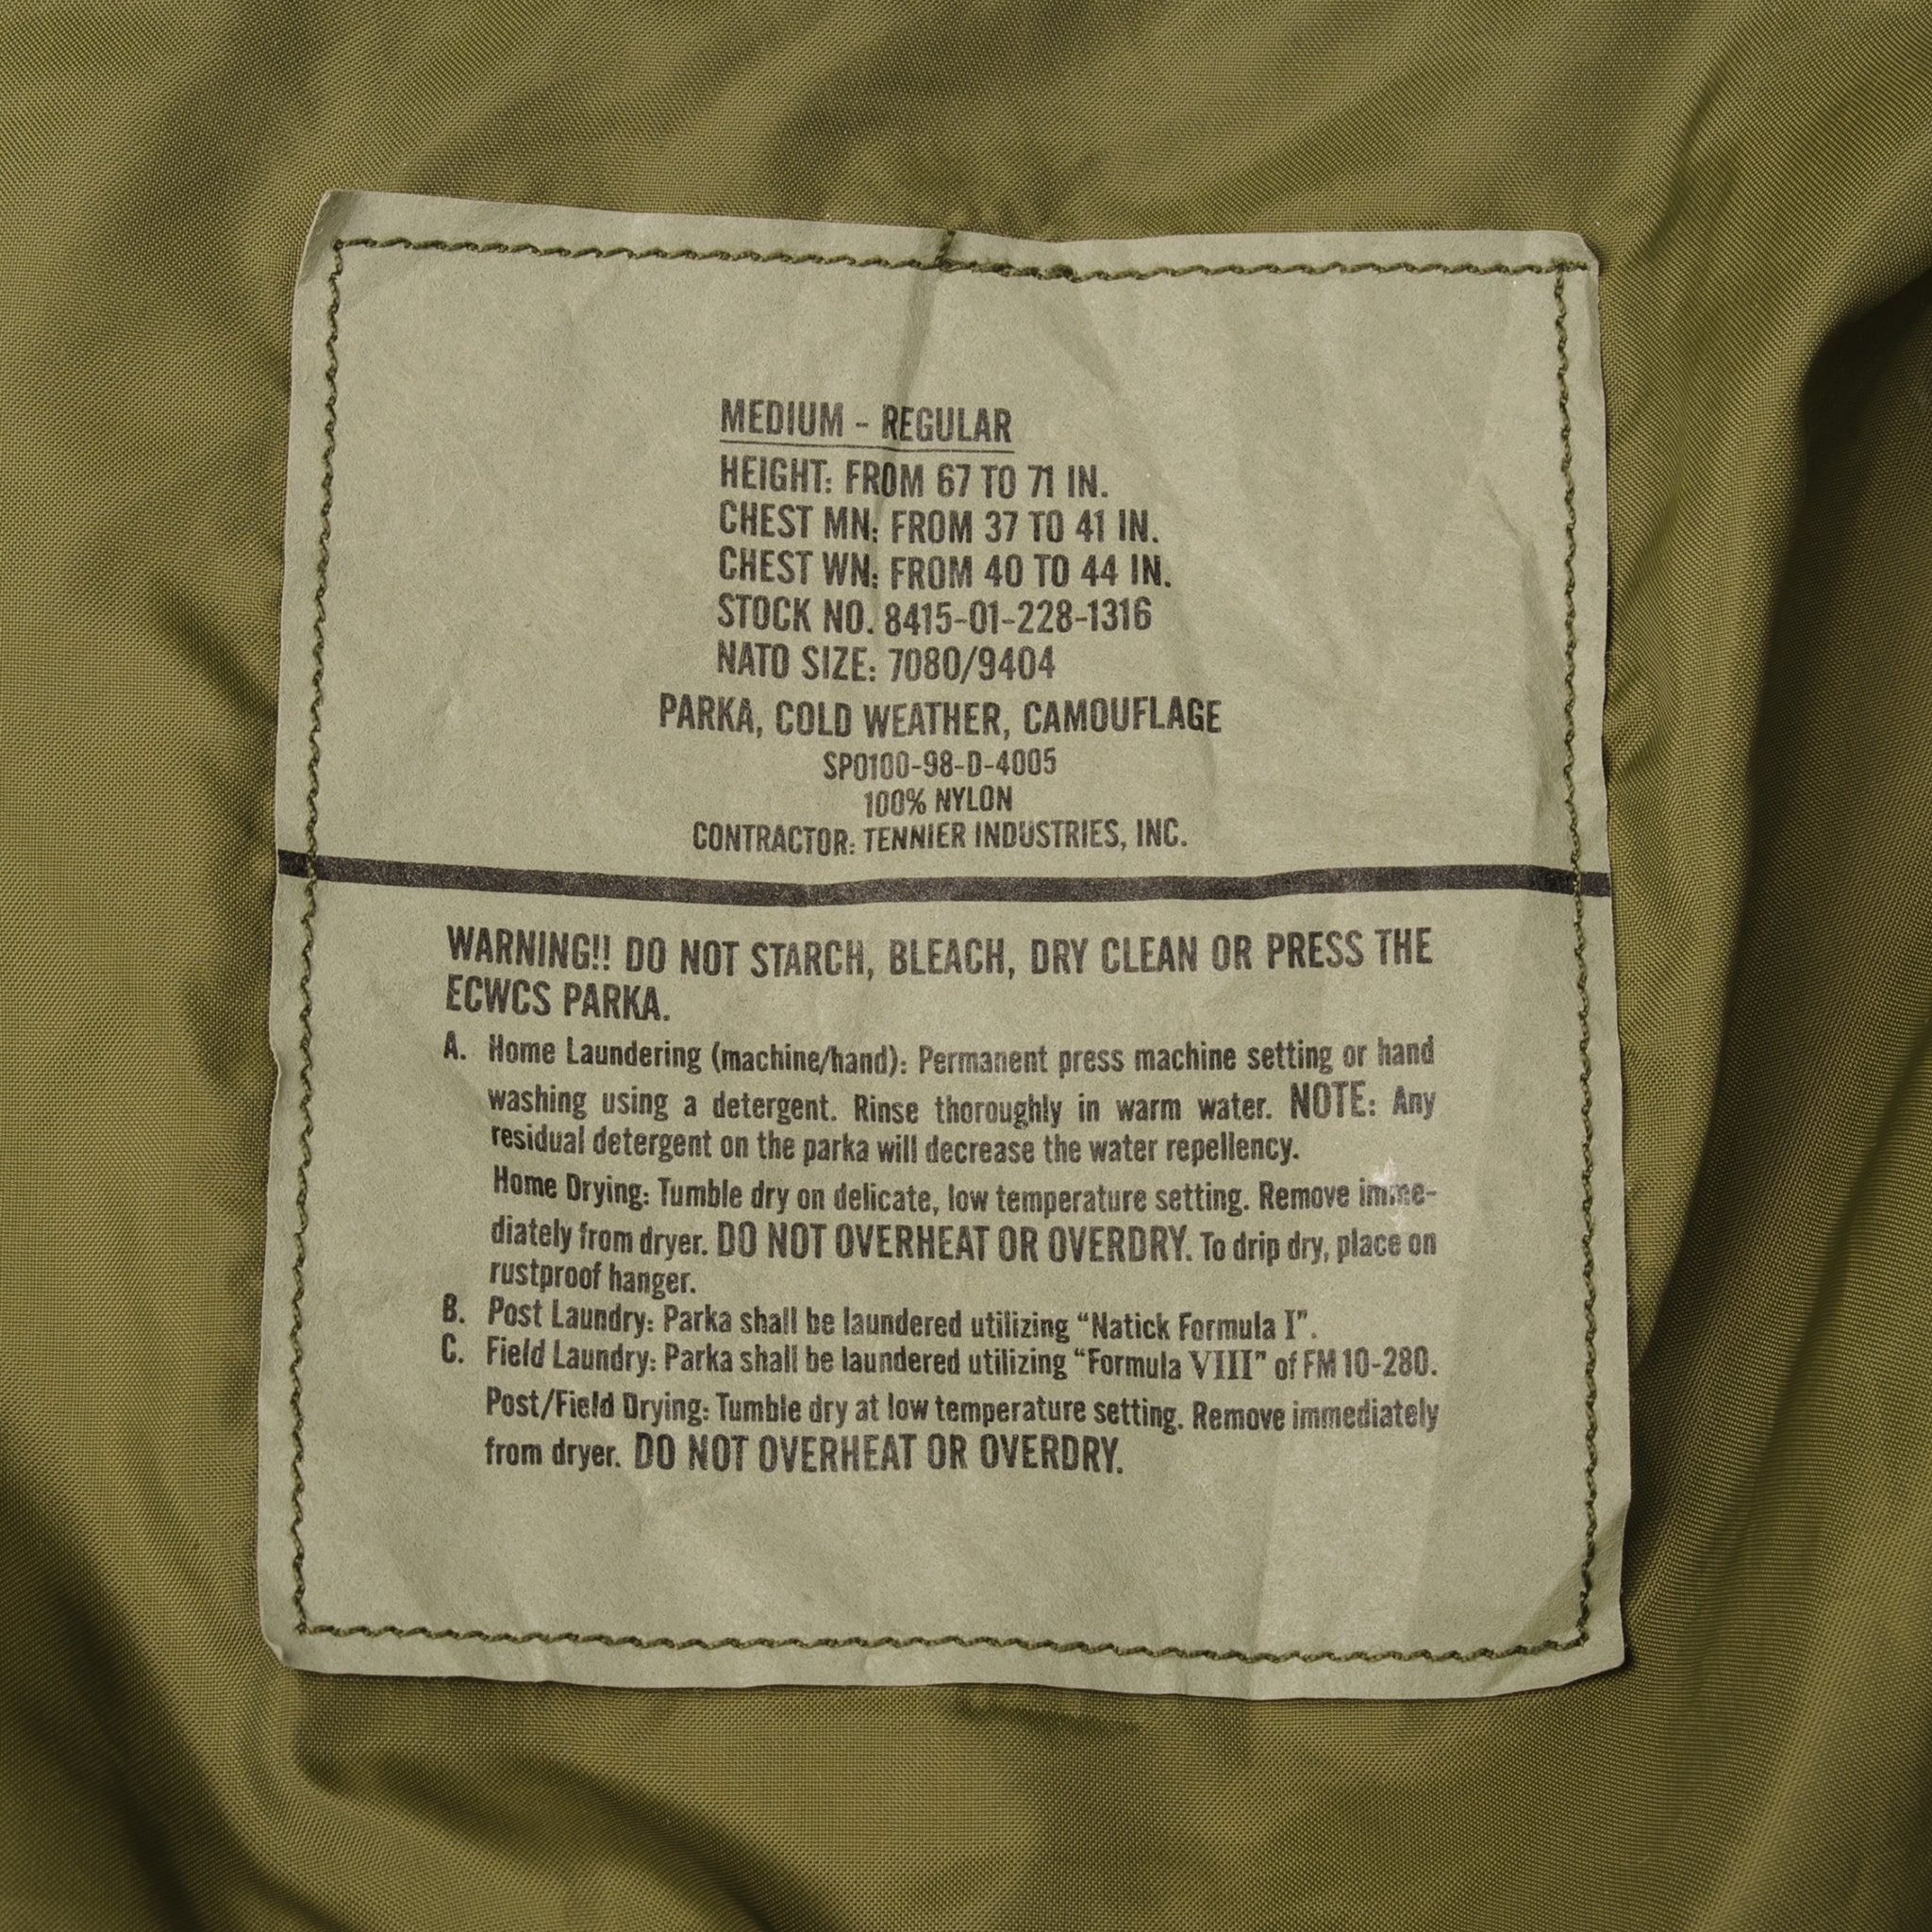 MEDIUM - REGULAR
HEIGHT: FROM 67 TO 71 IN.
CHEST MN: FROM 37 TO 41 IN.
CHEST WN: FROM 40 TO 44 IN.
STOCK NO. 8415-01-228-1316
NATO SIZE: 7080/9404
PARKA, COLD WEATHER, CAMOUFLAGE
SPO100-98-D-4005
100% NYLON
CONTRACTOR: TENNIER INDUSTRIES, INC.
WARNING!! DO NOT STARCH, BLEACH, DRY CLEAN OR PRESS THE
ECWCS PARKA.
A. Home Laundering (machine/hand): Permanent press machine setting or hand
washing using a detergent. Rinse thoroughly in warm water. NOTE: Any
residual detergent on the parka will decrease the water repellency.
Home Drying: Tumble dry on delicate, low temperature setting. Remove imme-
diately from dryer. DO NOT OVERHEAT OR OVERDRY. To drip dry, place on
rustproof hanger.
B. Post Laundry: Parka shall be laundered utilizing “Natick Formula I”.
C. Field Laundry: Parka shall be laundered utilizing “Formula VIII” of FM 10-280.
Post/Field Drying: Tumble dry at low temperature setting. Remove immediately
from dryer. DO NOT OVERHEAT OR OVERDRY.